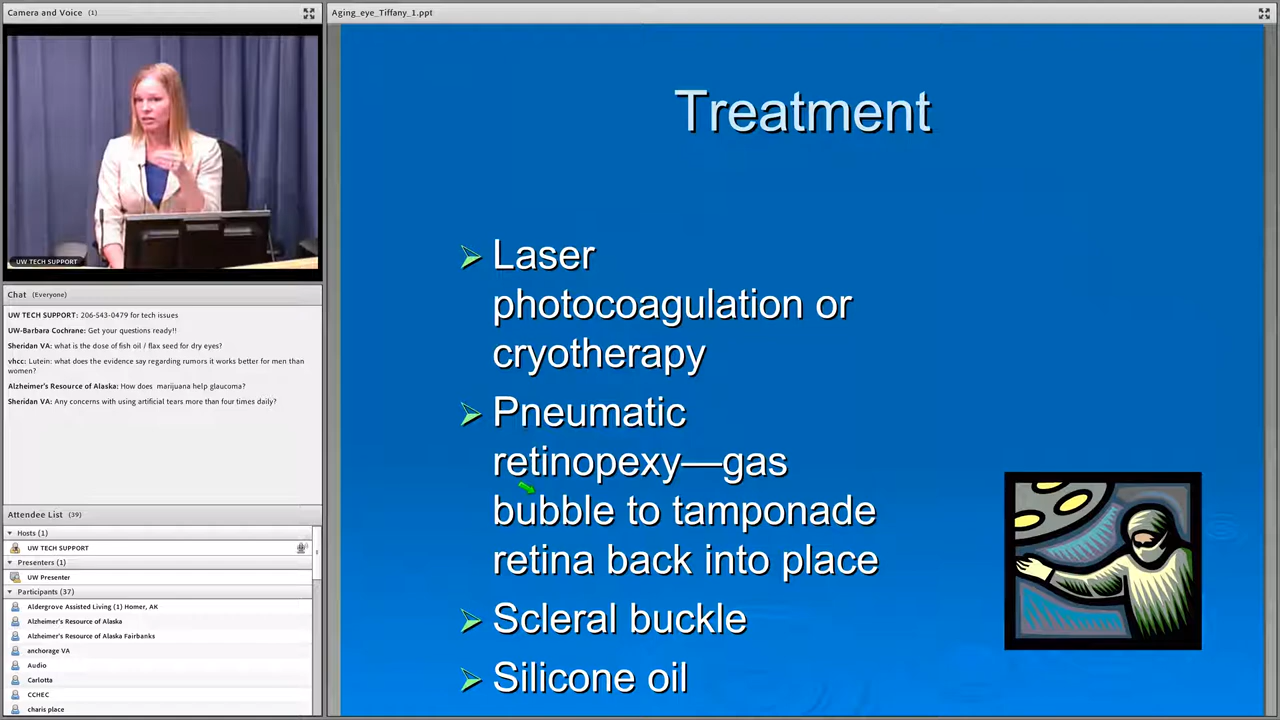 Camera and Voice (1)
UW TECH SUPPORT
Chat (Everyone)
UW TECH SUPPORT: 206-543-0479 for tech issues
UW-Barbara Cochrane: Get your questions ready!!
Sheridan VA: what is the dose of fish oil / flax seed for dry eyes?
vhcc: Lutein: what does the evidence say regarding rumors it works better for men than
women?
Alzheimer's Resource of Alaska: How does marijuana help glaucoma?
Sheridan VA: Any concerns with using artificial tears more than four times daily?
Attendee List (39)
Hosts (1)
UW TECH SUPPORT
Presenters (1)
UW Presenter
Participants (37)
Aldergrove Assisted Living (1) Homer, AK
Alzheimer's Resource of Alaska
Alzheimer's Resource of Alaska Fairbanks
anchorage VA
Audio
Carlotta
CCHEC
charis place
Aging_eye_Tiffany_1.ppt
Treatment
Laser
photocoagulation or
cryotherapy
Pneumatic
retinopexy—gas
bubble to tamponade
retina back into place
Scleral buckle
Silicone oil